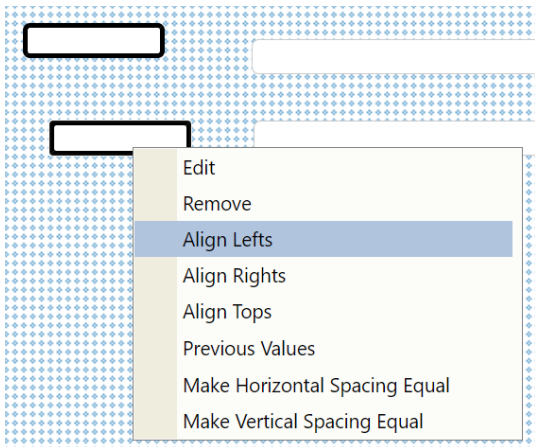 Edit
Remove
Align Lefts
Align Rights
Align Tops
Previous Values
Make Horizontal Spacing Equal
Make Vertical Spacing Equal